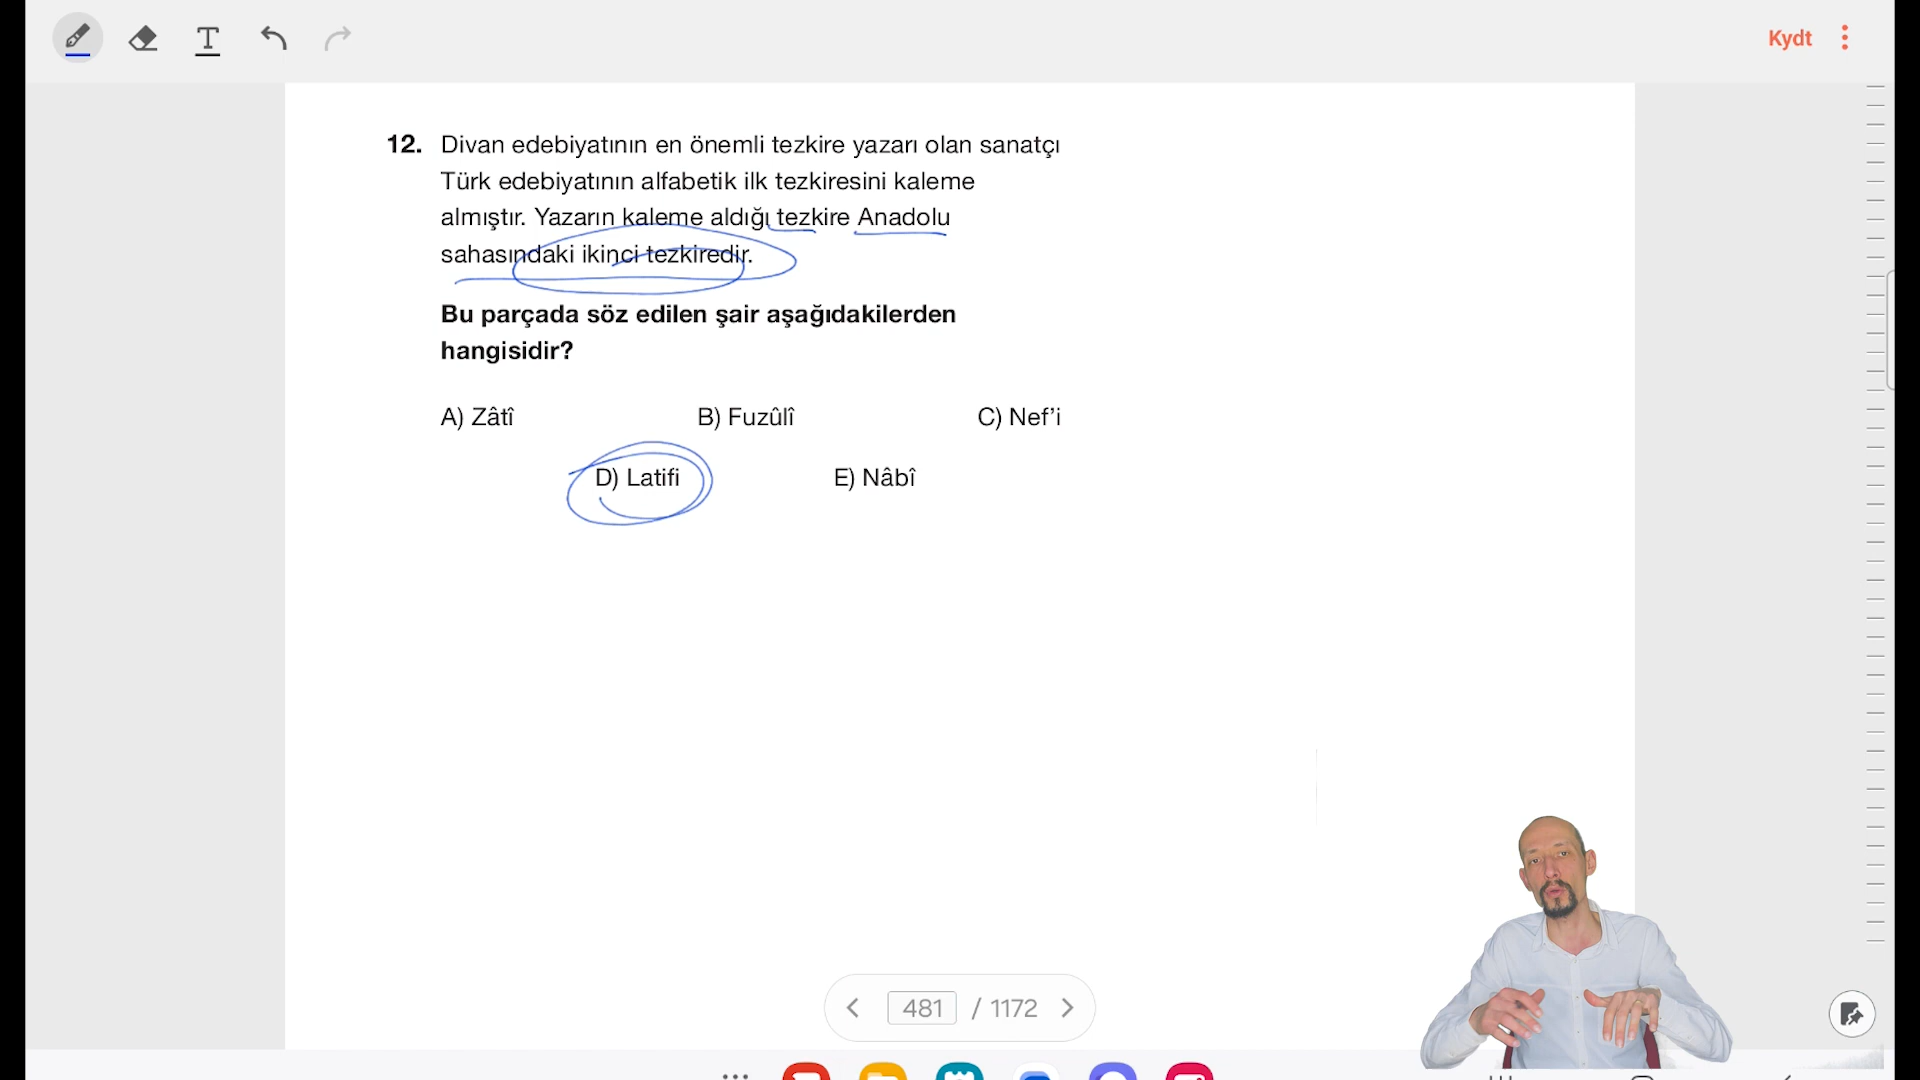 Kydt
12. Divan edebiyatının en önemli tezkire yazarı olan sanatçı
Türk edebiyatının alfabetik ilk tezkiresini kaleme
almıştır. Yazarın kaleme aldığı tezkire Anadolu
sahasındaki ikinci tezkiredir.
Bu parçada söz edilen şair aşağıdakilerden
hangisidir?
A) Zâtî B) Fuzûlî C) Nef’i
D) Latifi E) Nâbî
481 / 1172